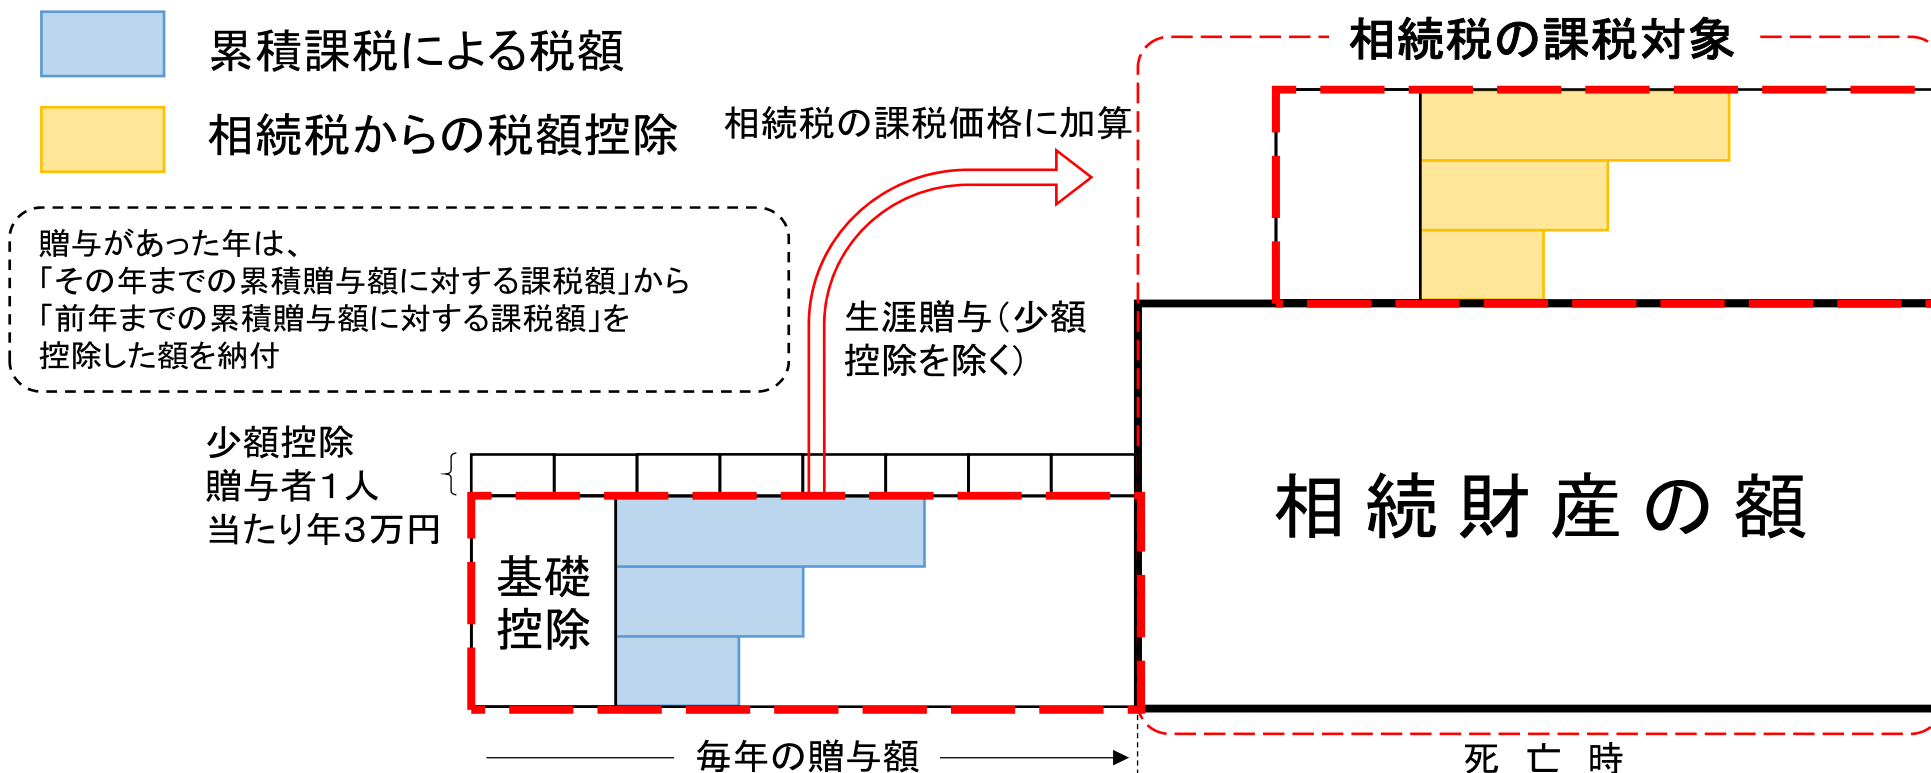 累積課税による税額
相続税からの税額控除
贈与があった年は、
「その年までの累積贈与額に対する課税額」から
「前年までの累積贈与額に対する課税額」を
控除した額を納付
相続税の課税価格に加算
相続税の課税対象
生涯贈与（少額
控除を除く）
少額控除
贈与者１人
当たり年３万円
基礎
控除
相続財産の額
毎年の贈与額
死亡時